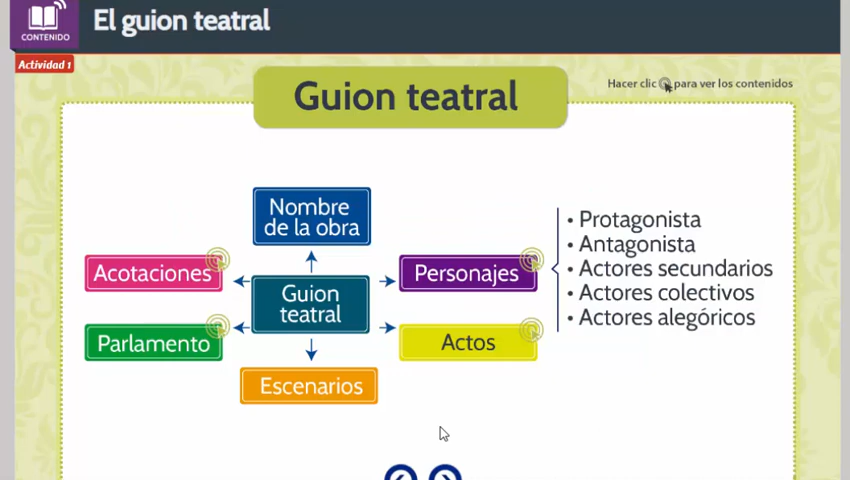 CONTENIDO
El guion teatral
Actividad 1
Hacer clic para ver los contenidos
Guion teatral
Nombre
de la obra
Acotaciones
Guion
teatral
Personajes
• Protagonista
• Antagonista
• Actores secundarios
• Actores colectivos
• Actores alegóricos
Parlamento
Actos
Escenarios